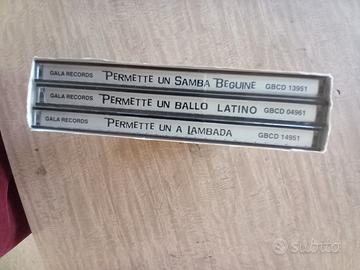 GALA RECORDS PERMETTE UN SAMBA BEGUINE GBCD 13951
GALA RECORDS PERMETTE UN BALLO LATINO GBCD 04961
GALA RECORDS PERMETTE UN A LAMBADA GBCD 14951
subito